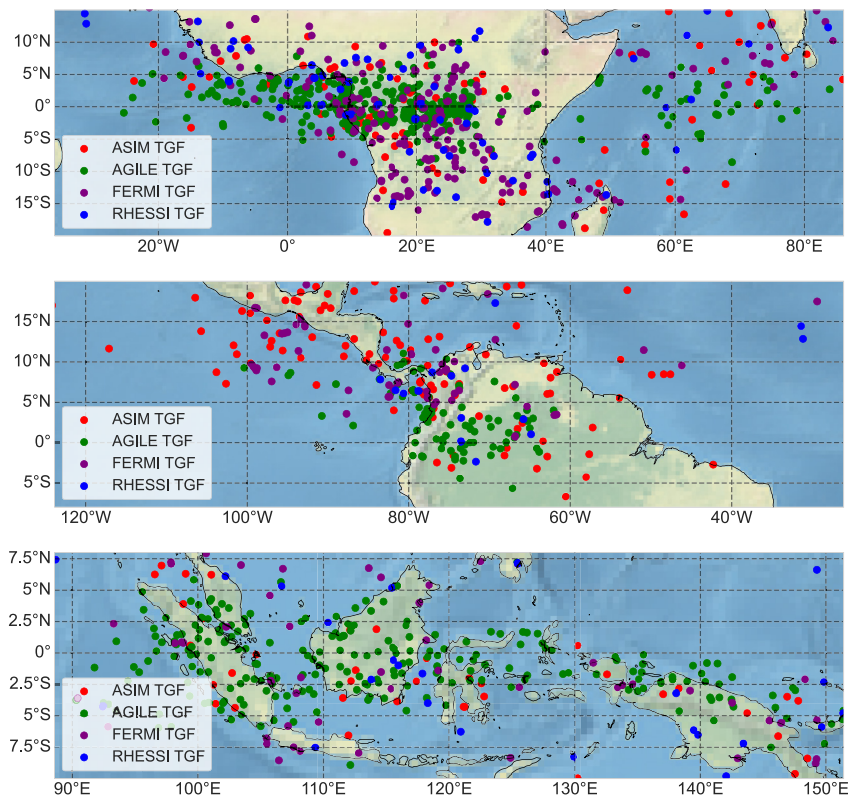 10°N
5°N
0°
5°S
10°S
15°S
ASIM TGF
AGILE TGF
FERMI TGF
RHESSI TGF
20°W 0° 20°E 40°E 60°E 80°E
15°N
10°N
5°N
0°
5°S
ASIM TGF
AGILE TGF
FERMI TGF
RHESSI TGF
120°W 100°W 80°W 60°W 40°W
7.5°N
5°N
2.5°N
0°
2.5°S
5°S
7.5°S
ASIM TGF
AGILE TGF
FERMI TGF
RHESSI TGF
90°E 100°E 110°E 120°E 130°E 140°E 150°E